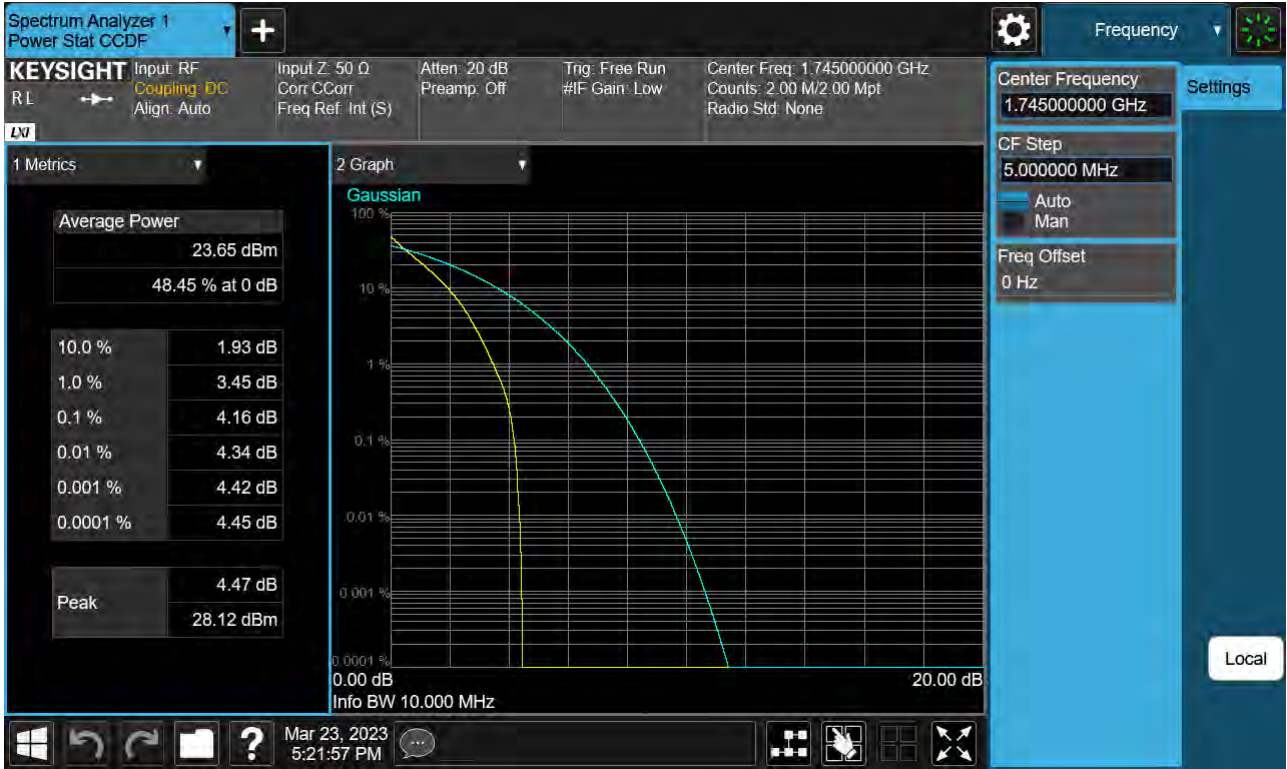 Spectrum Analyzer 1
Power Stat CCDF
+
Frequency
KEYSIGHT
RL
LXI
Input: RF
Coupling: DC
Align: Auto
Input Z: 50 Ω
Corr CCorr
Freq Ref: Int (S)
Atten: 20 dB
Preamp: Off
Trig: Free Run
#IF Gain: Low
Center Freq: 1.745000000 GHz
Counts: 2.00 M/2.00 Mpt
Radio Std: None
Center Frequency
1.745000000 GHz
Settings
CF Step
5.000000 MHz
Auto
Man
Freq Offset
0 Hz
1 Metrics
Average Power
23.65 dBm
48.45 % at 0 dB
10.0 % 1.93 dB
1.0 % 3.45 dB
0.1 % 4.16 dB
0.01 % 4.34 dB
0.001 % 4.42 dB
0.0001 % 4.45 dB
Peak
4.47 dB
28.12 dBm
2 Graph
Gaussian
100 %
10 %
1 %
0.1 %
0.01 %
0.001 %
0.0001 %
0.00 dB
20.00 dB
Info BW 10.000 MHz
Local
?
Mar 23, 2023
5:21:57 PM